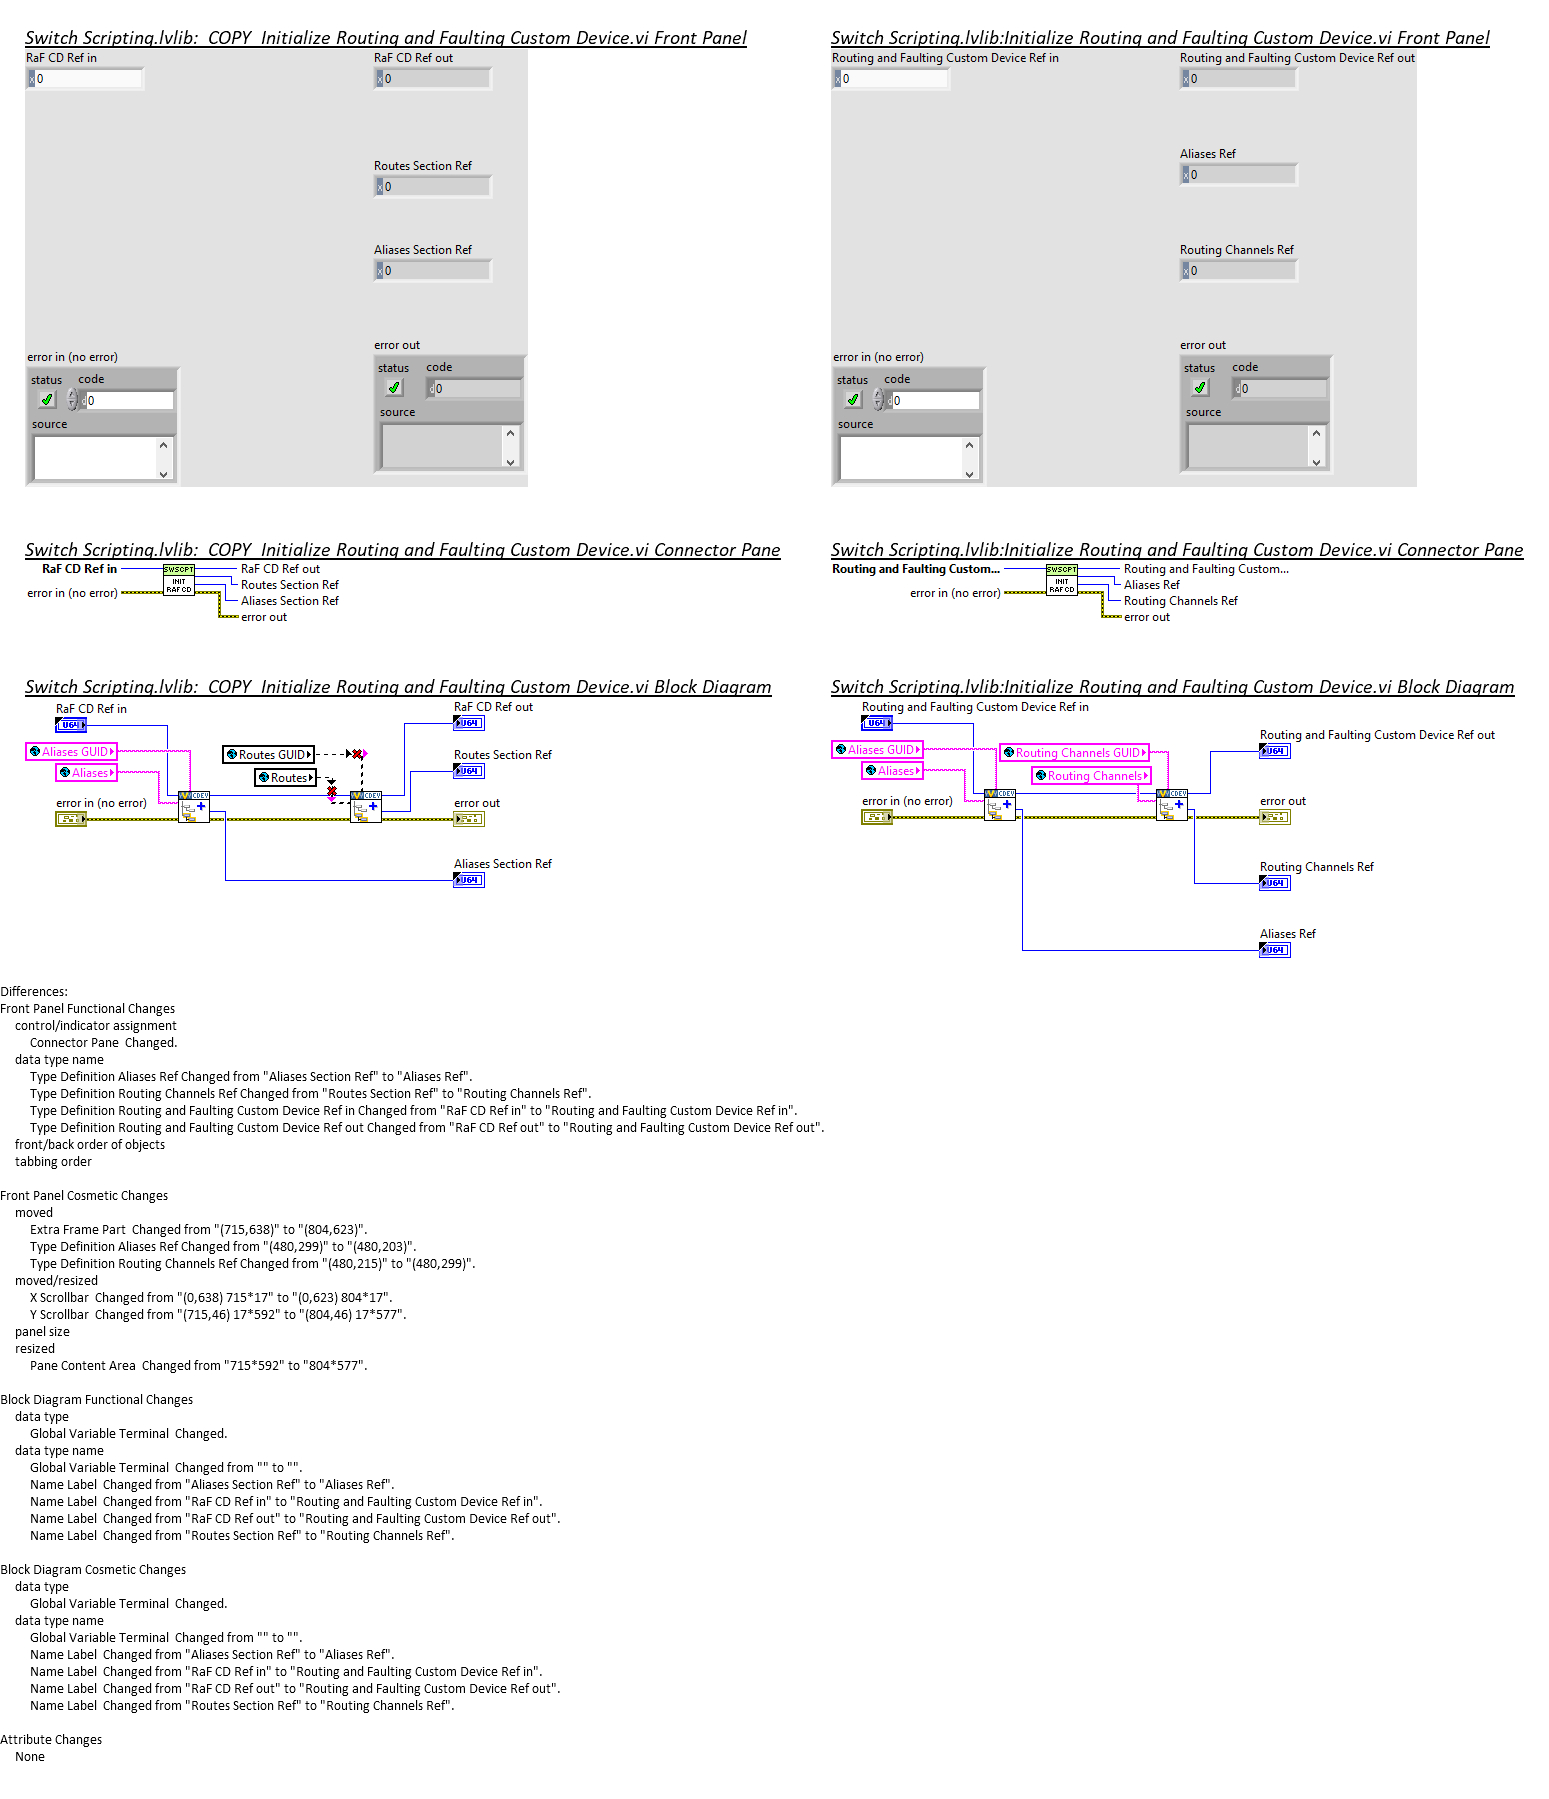 Switch Scripting.lvlib:  COPY  Initialize Routing and Faulting Custom Device.vi Front Panel
RaF CD Ref in
x 0
RaF CD Ref out
x 0
Routes Section Ref
x 0
Aliases Section Ref
x 0
error in (no error)
status code
d 0
source
error out
status code
d 0
source
Switch Scripting.lvlib:Initialize Routing and Faulting Custom Device.vi Front Panel
Routing and Faulting Custom Device Ref in
x 0
Routing and Faulting Custom Device Ref out
x 0
Aliases Ref
x 0
Routing Channels Ref
x 0
error in (no error)
status code
d 0
source
error out
status code
d 0
source
Switch Scripting.lvlib:  COPY  Initialize Routing and Faulting Custom Device.vi Connector Pane
RaF CD Ref in
error in (no error)
SWSCPT
INIT
RAF CD
RaF CD Ref out
Routes Section Ref
Aliases Section Ref
error out
Switch Scripting.lvlib:Initialize Routing and Faulting Custom Device.vi Connector Pane
Routing and Faulting Custom...
error in (no error)
SWSCPT
INIT
RAF CD
Routing and Faulting Custom...
Aliases Ref
Routing Channels Ref
error out
Switch Scripting.lvlib:  COPY  Initialize Routing and Faulting Custom Device.vi Block Diagram
RaF CD Ref in
U64
Aliases GUID
Aliases
error in (no error)
CDEV
Routes GUID
Routes
CDEV
RaF CD Ref out
U64
Routes Section Ref
U64
error out
Aliases Section Ref
U64
Switch Scripting.lvlib:Initialize Routing and Faulting Custom Device.vi Block Diagram
Routing and Faulting Custom Device Ref in
U64
Aliases GUID
Aliases
error in (no error)
CDEV
Routing Channels GUID
Routing Channels
CDEV
Routing and Faulting Custom Device Ref out
U64
error out
Routing Channels Ref
U64
Aliases Ref
U64
Differences:
Front Panel Functional Changes
control/indicator assignment
Connector Pane  Changed.
data type name
Type Definition Aliases Ref Changed from "Aliases Section Ref" to "Aliases Ref".
Type Definition Routing Channels Ref Changed from "Routes Section Ref" to "Routing Channels Ref".
Type Definition Routing and Faulting Custom Device Ref in Changed from "RaF CD Ref in" to "Routing and Faulting Custom Device Ref in".
Type Definition Routing and Faulting Custom Device Ref out Changed from "RaF CD Ref out" to "Routing and Faulting Custom Device Ref out".
front/back order of objects
tabbing order
Front Panel Cosmetic Changes
moved
Extra Frame Part  Changed from "(715,638)" to "(804,623)".
Type Definition Aliases Ref Changed from "(480,299)" to "(480,203)".
Type Definition Routing Channels Ref Changed from "(480,215)" to "(480,299)".
moved/resized
X Scrollbar  Changed from "(0,638) 715*17" to "(0,623) 804*17".
Y Scrollbar  Changed from "(715,46) 17*592" to "(804,46) 17*577".
panel size
resized
Pane Content Area  Changed from "715*592" to "804*577".
Block Diagram Functional Changes
data type
Global Variable Terminal  Changed.
data type name
Global Variable Terminal  Changed from "" to "".
Name Label  Changed from "Aliases Section Ref" to "Aliases Ref".
Name Label  Changed from "RaF CD Ref in" to "Routing and Faulting Custom Device Ref in".
Name Label  Changed from "RaF CD Ref out" to "Routing and Faulting Custom Device Ref out".
Name Label  Changed from "Routes Section Ref" to "Routing Channels Ref".
Block Diagram Cosmetic Changes
data type
Global Variable Terminal  Changed.
data type name
Global Variable Terminal  Changed from "" to "".
Name Label  Changed from "Aliases Section Ref" to "Aliases Ref".
Name Label  Changed from "RaF CD Ref in" to "Routing and Faulting Custom Device Ref in".
Name Label  Changed from "RaF CD Ref out" to "Routing and Faulting Custom Device Ref out".
Name Label  Changed from "Routes Section Ref" to "Routing Channels Ref".
Attribute Changes
None